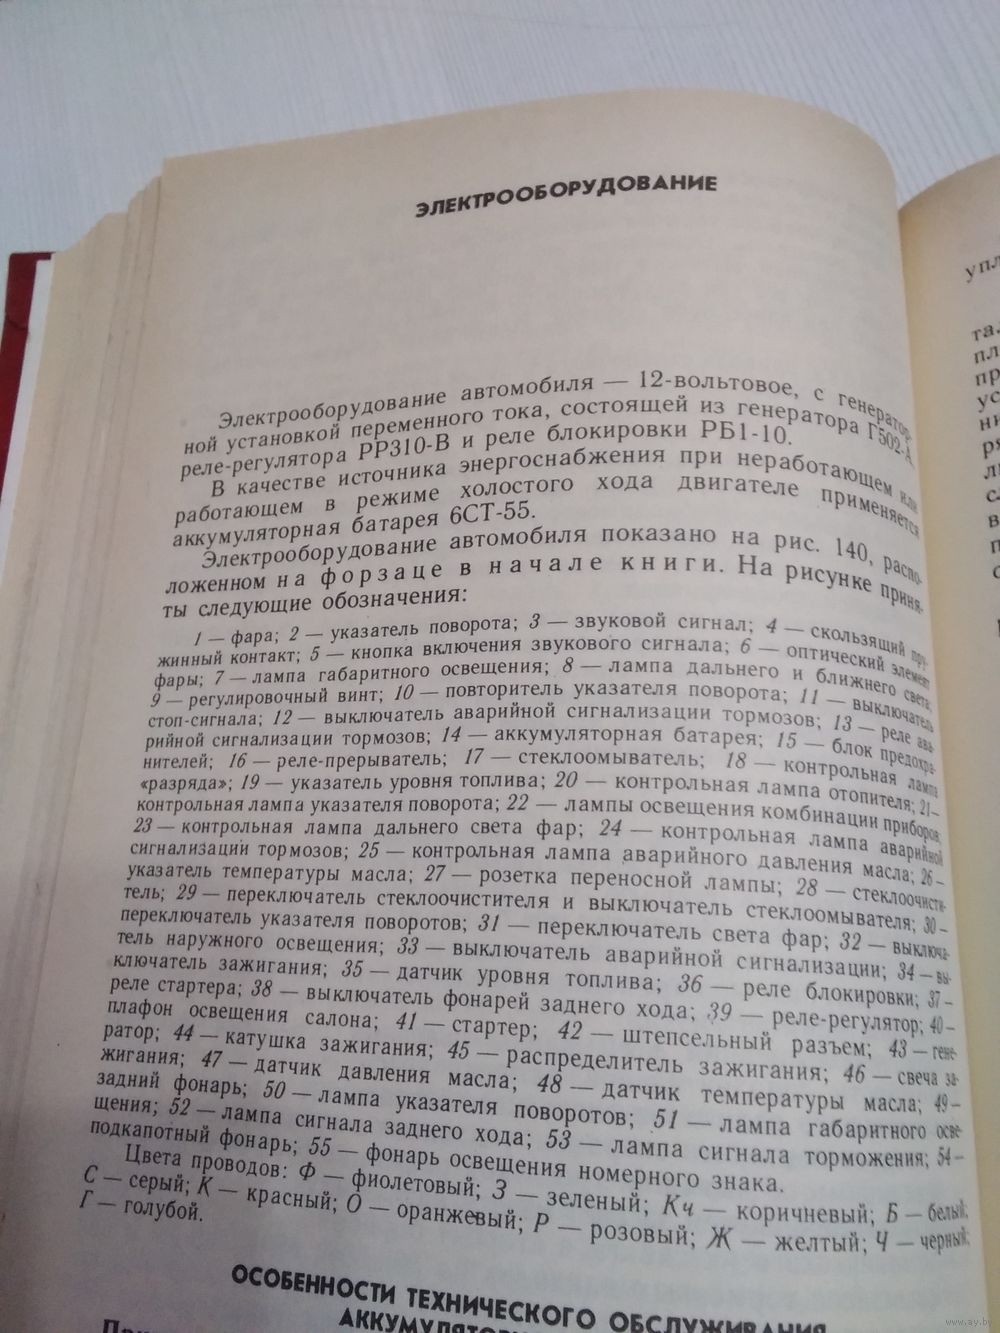 ЭЛЕКТРООБОРУДОВАНИЕ
Электрооборудование автомобиля — 12-вольтовое, с генератор-
ной установкой переменного тока, состоящей из генератора Г502-А,
реле-регулятора РР310-В и реле блокировки РБ1-10.
В качестве источника энергоснабжения при неработающем или
работающем в режиме холостого хода двигателе применяется
аккумуляторная батарея 6СТ-55.
Электрооборудование автомобиля показано на рис. 140, распо-
ложенном на форзаце в начале книги. На рисунке приня-
ты следующие обозначения:
1 — фара; 2 — указатель поворота; 3 — звуковой сигнал; 4 — скользящий пру-
жинный контакт; 5 — кнопка включения звукового сигнала; 6 — оптический элемент
фары; 7 — лампа габаритного освещения; 8 — лампа дальнего и ближнего света;
9 — регулировочный винт; 10 — повторитель указателя поворота; 11 — выключатель
стоп-сигнала; 12 — выключатель аварийной сигнализации тормозов; 13 — реле ава-
рийной сигнализации тормозов; 14 — аккумуляторная батарея; 15 — блок предохра-
нителей; 16 — реле-прерыватель; 17 — стеклоомыватель; 18 — контрольная лампа
«разряда»; 19 — указатель уровня топлива; 20 — контрольная лампа отопителя; 21—
контрольная лампа указателя поворота; 22 — лампы освещения комбинации приборов;
23 — контрольная лампа дальнего света фар; 24 — контрольная лампа аварийной
сигнализации тормозов; 25 — контрольная лампа аварийного давления масла; 26 —
указатель температуры масла; 27 — розетка переносной лампы; 28 — стеклоочисти-
тель; 29 — переключатель стеклоочистителя и выключатель стеклоомывателя; 30 —
переключатель указателя поворотов; 31 — переключатель света фар; 32 — выключа-
тель наружного освещения; 33 — выключатель аварийной сигнализации; 34 — вы-
ключатель зажигания; 35 — датчик уровня топлива; 36 — реле блокировки; 37 —
реле стартера; 38 — выключатель фонарей заднего хода; 39 — реле-регулятор; 40 —
плафон освещения салона; 41 — стартер; 42 — штепсельный разъем; 43 — гене-
ратор; 44 — катушка зажигания; 45 — распределитель зажигания; 46 — свеча за-
жигания; 47 — датчик давления масла; 48 — датчик температуры масла; 49 —
задний фонарь; 50 — лампа указателя поворотов; 51 — лампа габаритного осве-
щения; 52 — лампа сигнала заднего хода; 53 — лампа сигнала торможения; 54 —
подкапотный фонарь; 55 — фонарь освещения номерного знака.
Цвета проводов: Ф — фиолетовый; З — зеленый; Кч — коричневый; Б — белый;
С — серый; К — красный; О — оранжевый; Р — розовый; Ж — желтый; Ч — черный;
Г — голубой.
ОСОБЕННОСТИ ТЕХНИЧЕСКОГО ОБСЛУЖИВАНИЯ
упл
та
пл
пр
ус
ни
www.ay.by